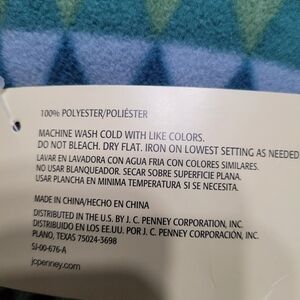 100% POLYESTER/POLIÉSTER
MACHINE WASH COLD WITH LIKE COLORS.
DO NOT BLEACH. DRY FLAT. IRON ON LOWEST SETTING AS NEEDED
LAVAR EN LAVADORA CON AGUA FRIA CON COLORES SIMILARES.
NO USAR BLANQUEADOR. SECAR SOBRE SUPERFICIE PLANA.
USAR PLANCHA EN MINIMA TEMPERATURA SI SE NECESITA.
MADE IN CHINA/HECHO EN CHINA
DISTRIBUTED IN THE U.S. BY J. C. PENNEY CORPORATION, INC.
DISTRIBUIDO EN LOS EE.UU. POR J. C. PENNEY CORPORACIÓN, INC.
PLANO, TEXAS 75024-3698
SJ-00-676-A
jcpenney.com